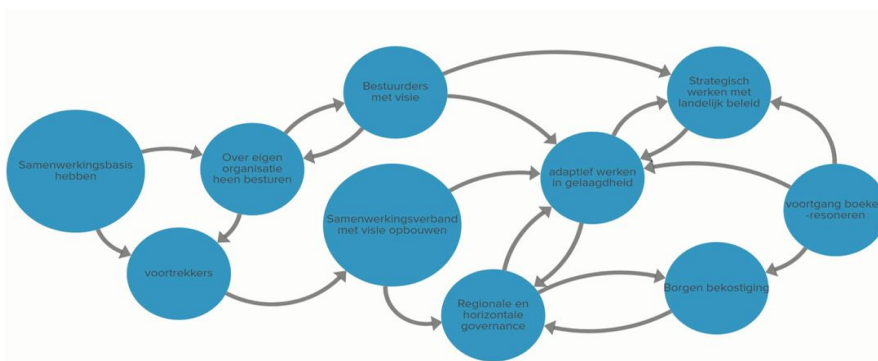 Bestuurders
met visie
Strategisch
werken met
landelijk beleid
Samenwerkingsbasis
hebben
Over eigen
organisatie
heen besturen
adaptief werken
in gelaagdheid
Samenwerkingsverband
met visie opbouwen
voortgang boeke
-resoneren
voortrekkers
Regionale en
horizontale
governance
Borgen bekostiging